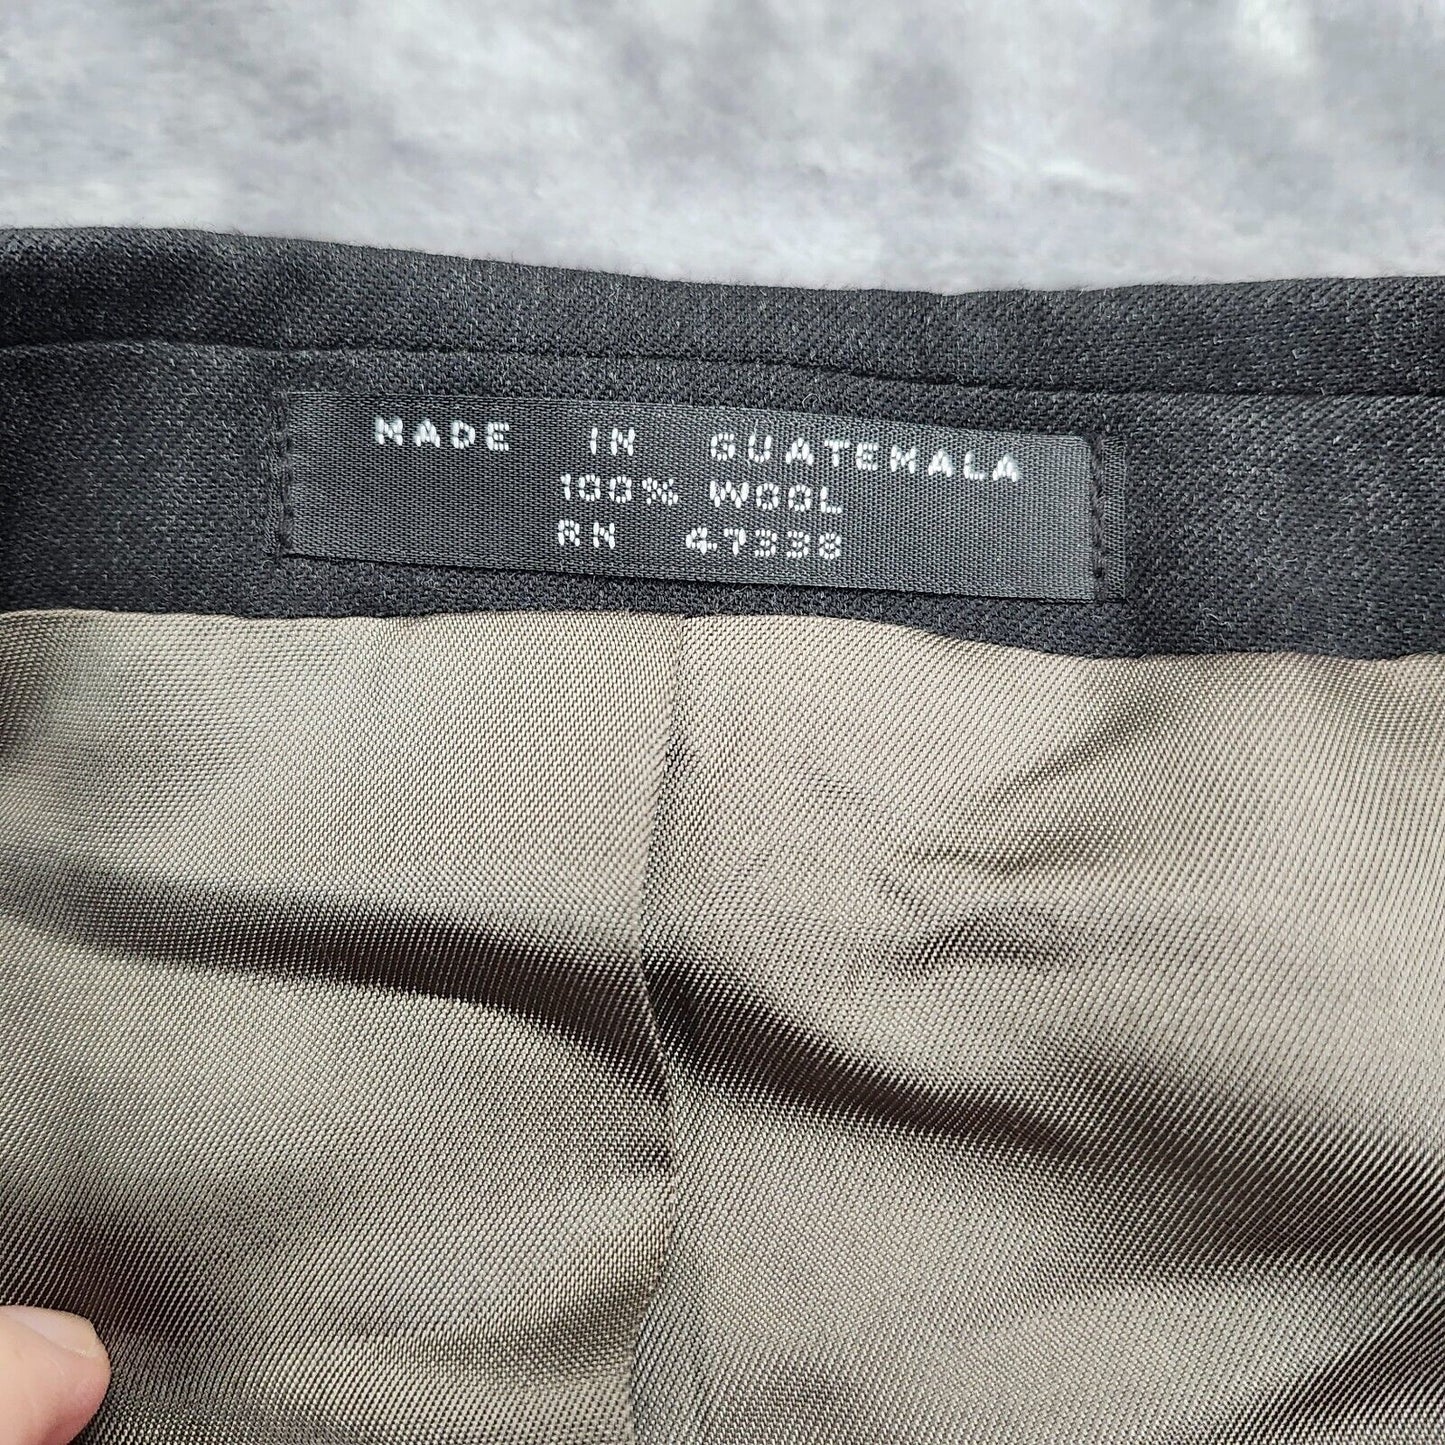 MADE IN GUATEMALA
100% WOOL
RN 47338